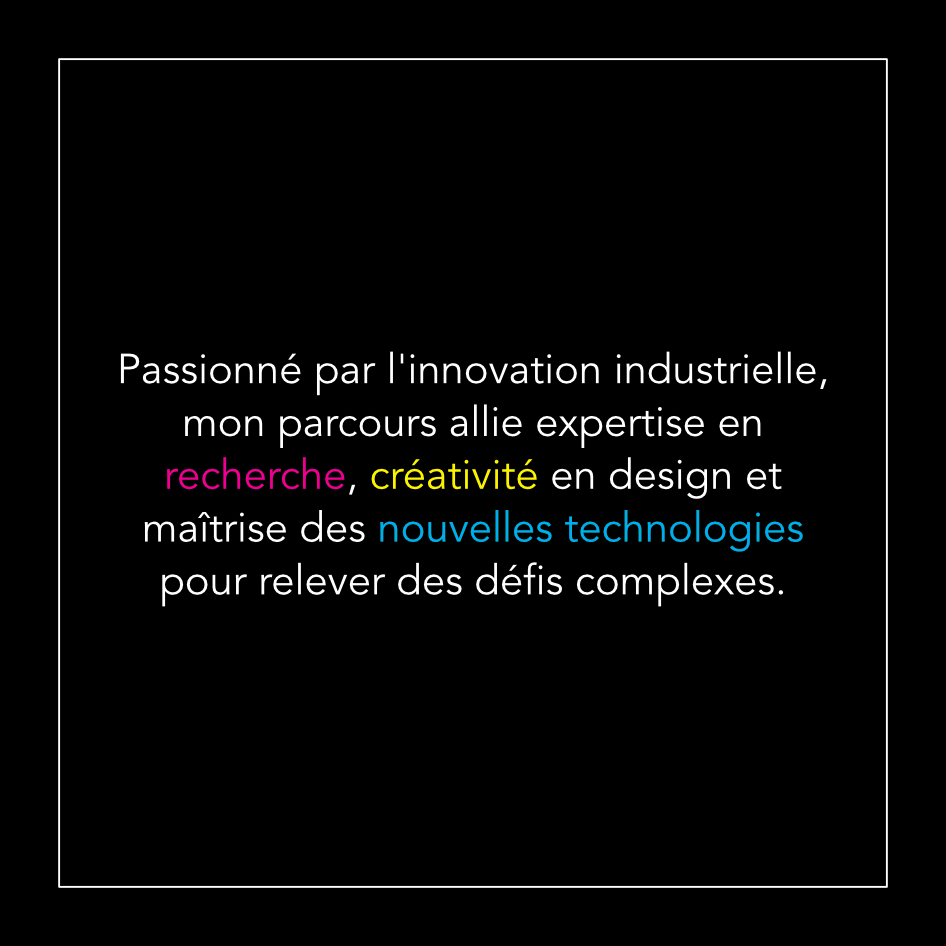 Passionné par l'innovation industrielle,
mon parcours allie expertise en
recherche, créativité en design et
maîtrise des nouvelles technologies
pour relever des défis complexes.